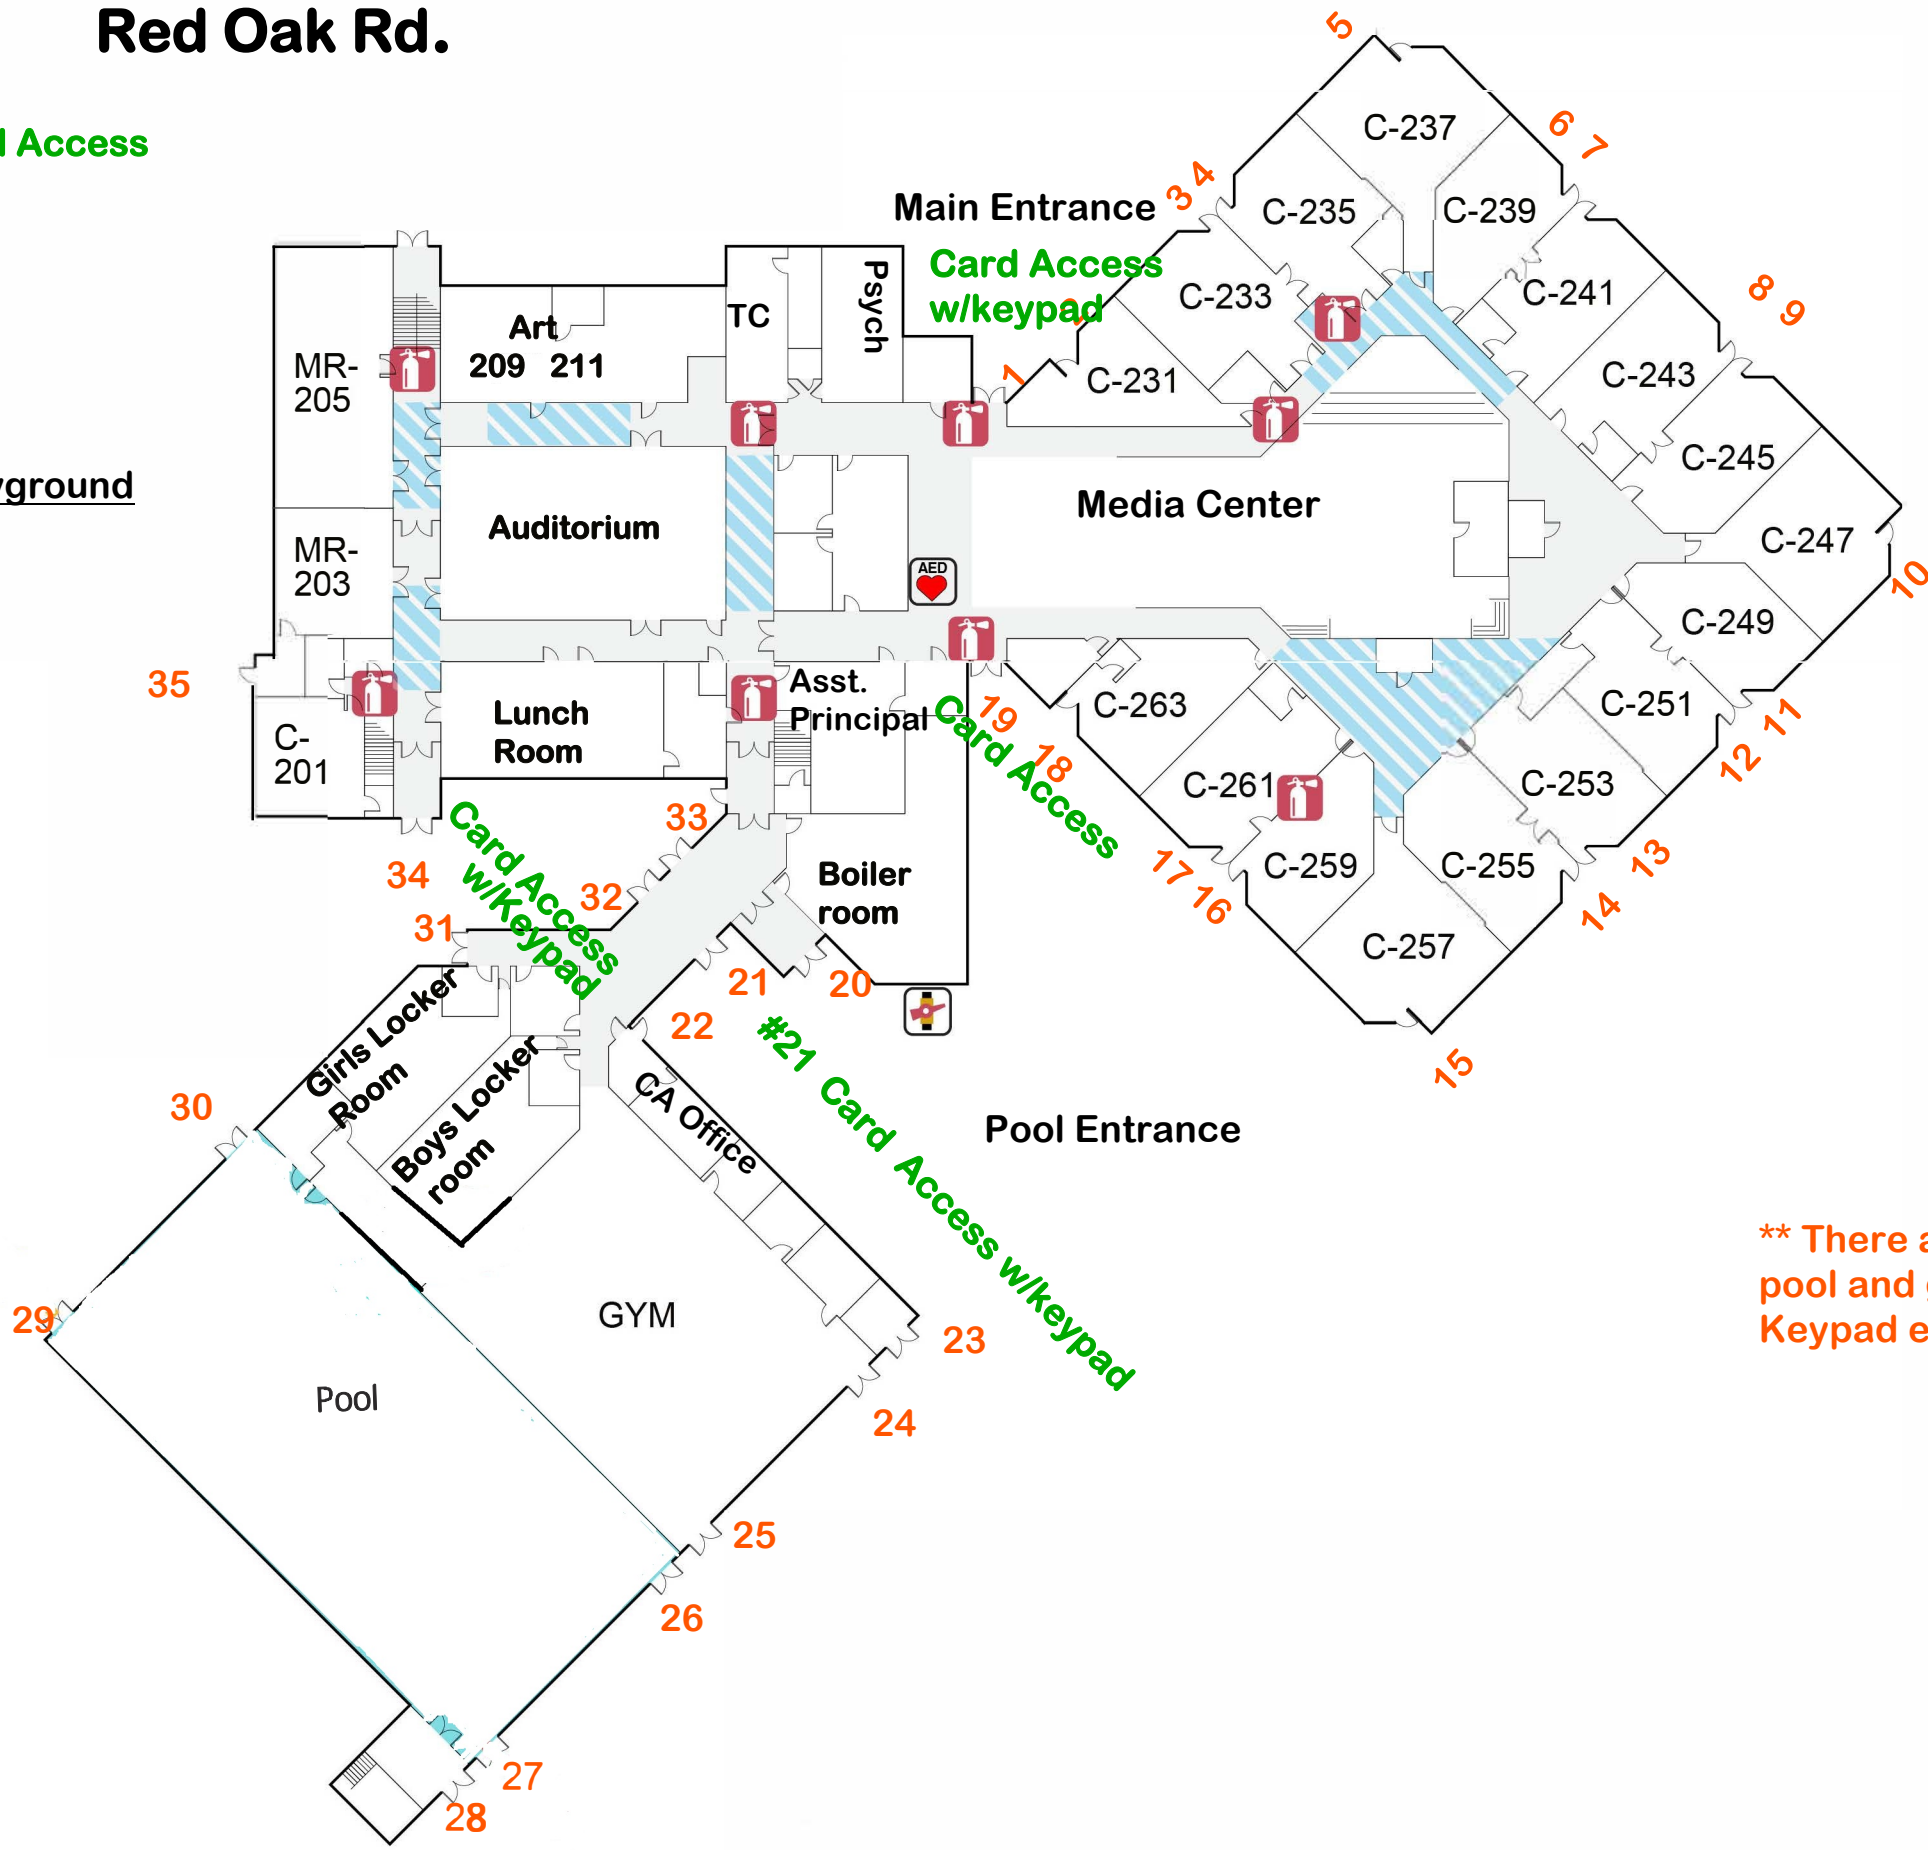 Red Oak Rd.
Access
Main Entrance
Card Access
w/keypad
1
3
4
5
6
7
8
9
10
11
12
13
14
15
16
17
18
19
20
21
22
23
24
25
26
27
28
29
30
31
32
33
34
35
C-237
C-235
C-239
C-233
C-241
C-231
C-243
C-245
C-247
C-249
C-251
C-253
C-255
C-257
C-259
C-261
C-263
Media Center
AED
TC
Psych
Art
209 211
MR-
205
MR-
203
C-
201
Auditorium
Lunch
Room
Asst.
Principal
Card Access
Card Access
w/Keypad
Boiler
room
Girls Locker
Room
Boys Locker
room
CA Office
#21 Card Access w/keypad
Pool Entrance
GYM
Pool
** There
pool and
Keypad